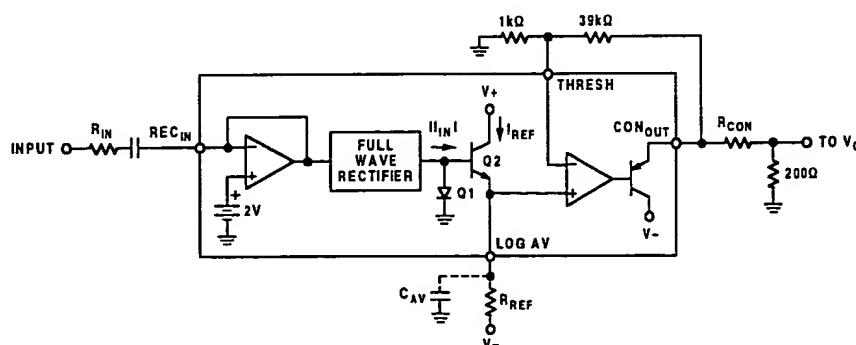 1kΩ 39kΩ
THRESH
V+
R_IN REC_IN |I_IN| I_REF CON_OUT R_CON
INPUT TO V_C
FULL
WAVE
RECTIFIER
Q2
+ − − +
Q1
2V
200Ω
V−
LOG AV
C_AV R_REF
V−